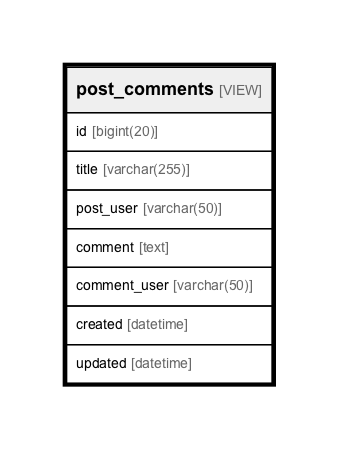 post_comments [VIEW]
id [bigint(20)]
title [varchar(255)]
post_user [varchar(50)]
comment [text]
comment_user [varchar(50)]
created [datetime]
updated [datetime]